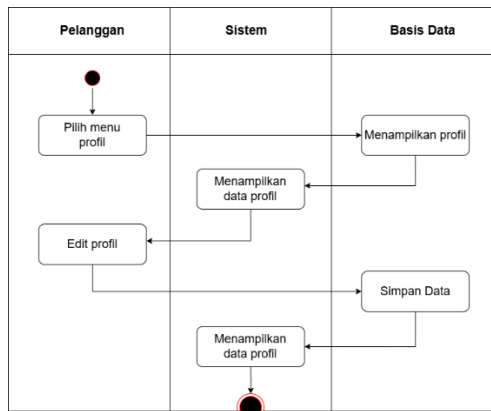 Pelanggan
Sistem
Basis Data
Pilih menu
profil
Menampilkan profil
Menampilkan
data profil
Edit profil
Simpan Data
Menampilkan
data profil